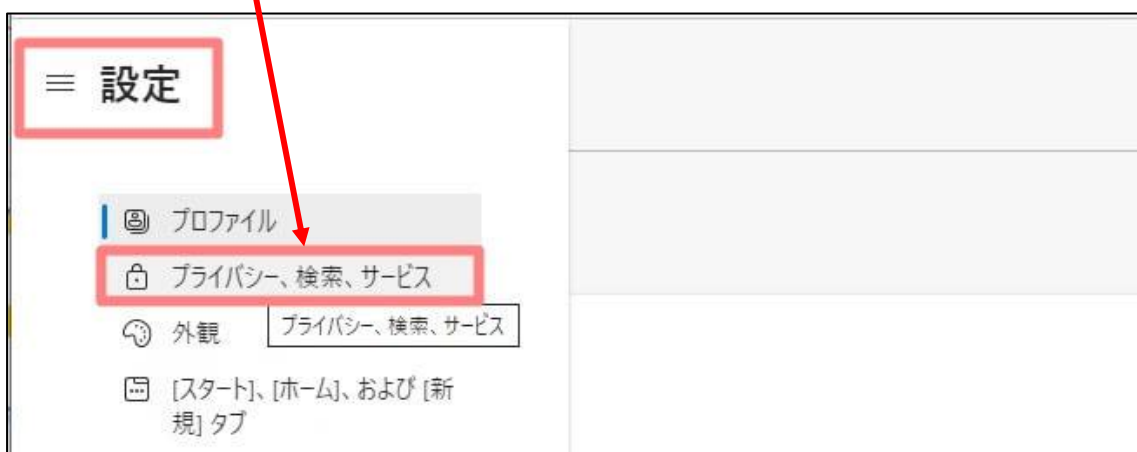 設定
プロファイル
プライバシー、検索、サービス
外観
プライバシー、検索、サービス
[スタート]、[ホーム]、および [新
規] タブ